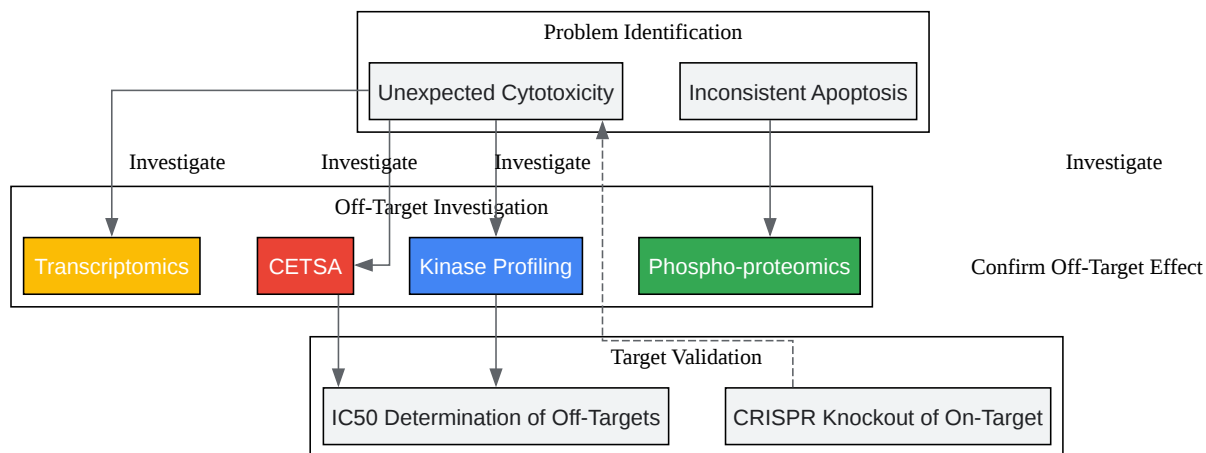 Problem Identification
Unexpected Cytotoxicity
Inconsistent Apoptosis
Investigate
Investigate
Investigate
Investigate
Off-Target Investigation
Transcriptomics
CETSA
Kinase Profiling
Phospho-proteomics
Confirm Off-Target Effect
Target Validation
IC50 Determination of Off-Targets
CRISPR Knockout of On-Target